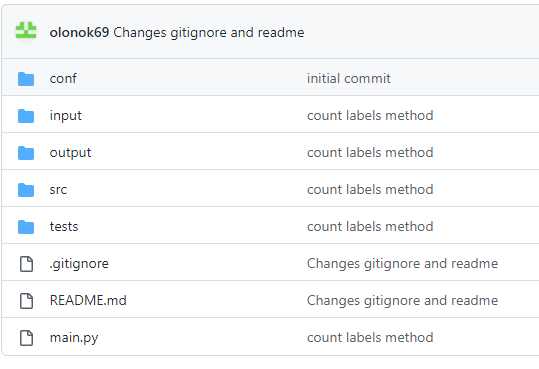 olonok69 Changes gitignore and readme
conf initial commit
input count labels method
output count labels method
src count labels method
tests count labels method
.gitignore Changes gitignore and readme
README.md Changes gitignore and readme
main.py count labels method